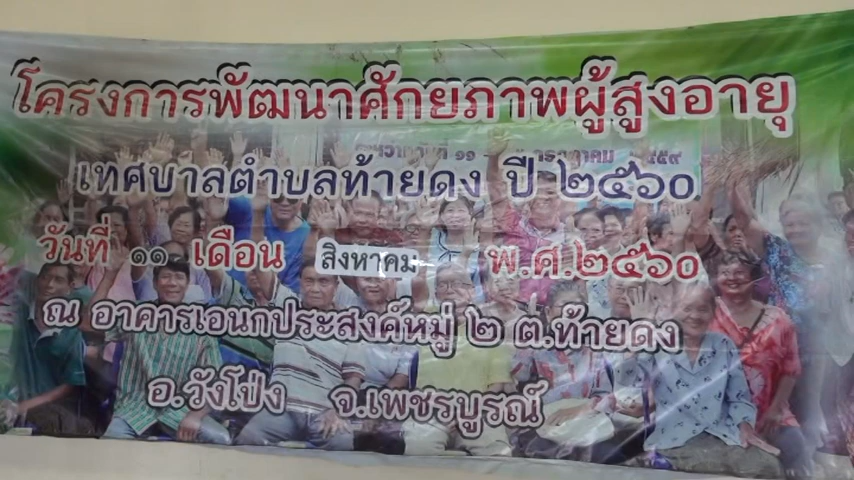 โครงการพัฒนาศักยภาพผู้สูงอายุ
เทศบาลตำบลท้ายดง ปี ๒๕๖๐
วันที่ ๑๑ เดือน สิงหาคม พ.ศ.๒๕๖๐
ณ อาคารเอนกประสงค์หมู่ ๒ ต.ท้ายดง
อ.วังโป่ง จ.เพชรบูรณ์